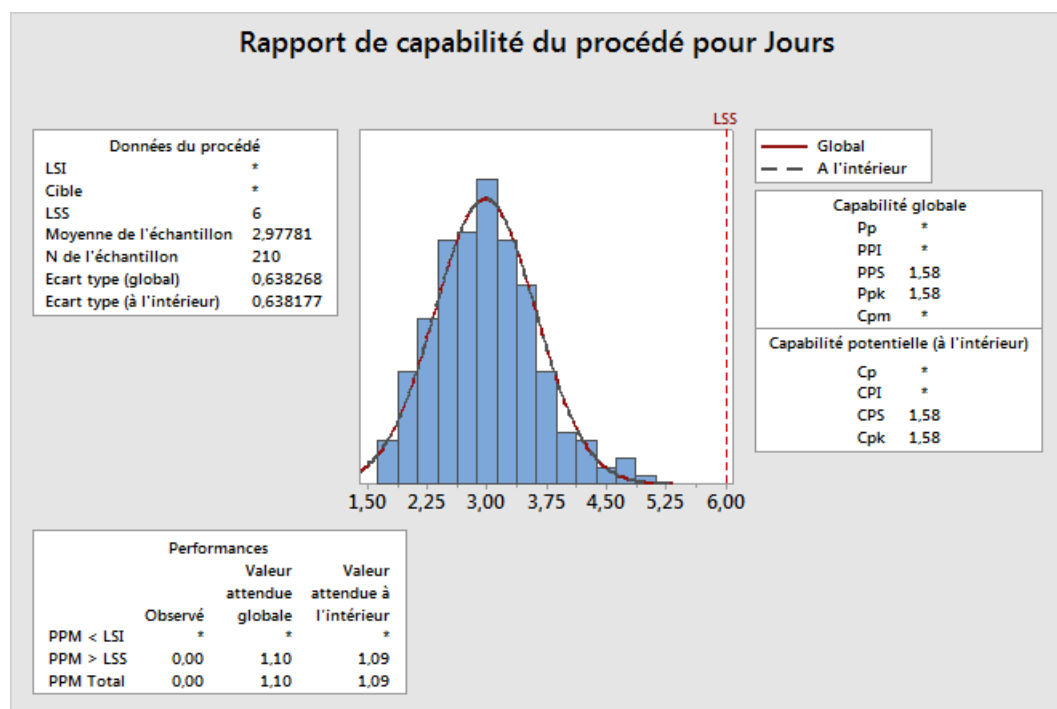 Rapport de capabilité du procédé pour Jours
Données du procédé
LSI *
Cible *
LSS 6
Moyenne de l'échantillon 2,97781
N de l'échantillon 210
Ecart type (global) 0,638268
Ecart type (à l'intérieur) 0,638177
LSS
1,50 2,25 3,00 3,75 4,50 5,25 6,00
Global
A l'intérieur
Capabilité globale
Pp *
PPI *
PPS 1,58
Ppk 1,58
Cpm *
Capabilité potentielle (à l'intérieur)
Cp *
CPI *
CPS 1,58
Cpk 1,58
Performances
Valeur Valeur
attendue attendue à
Observé globale l'intérieur
PPM < LSI * * *
PPM > LSS 0,00 1,10 1,09
PPM Total 0,00 1,10 1,09